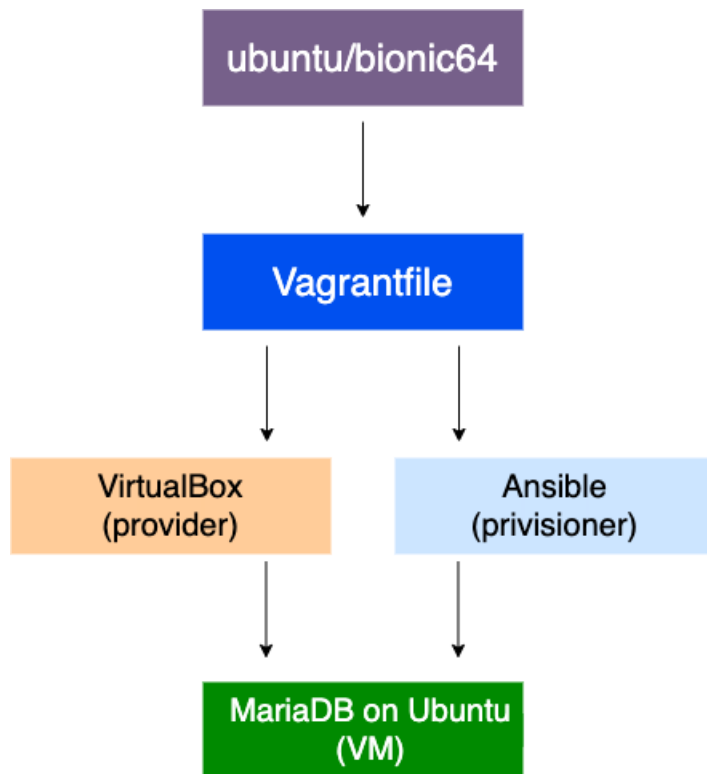 ubuntu/bionic64
Vagrantfile
VirtualBox
(provider)
Ansible
(privisioner)
MariaDB on Ubuntu
(VM)